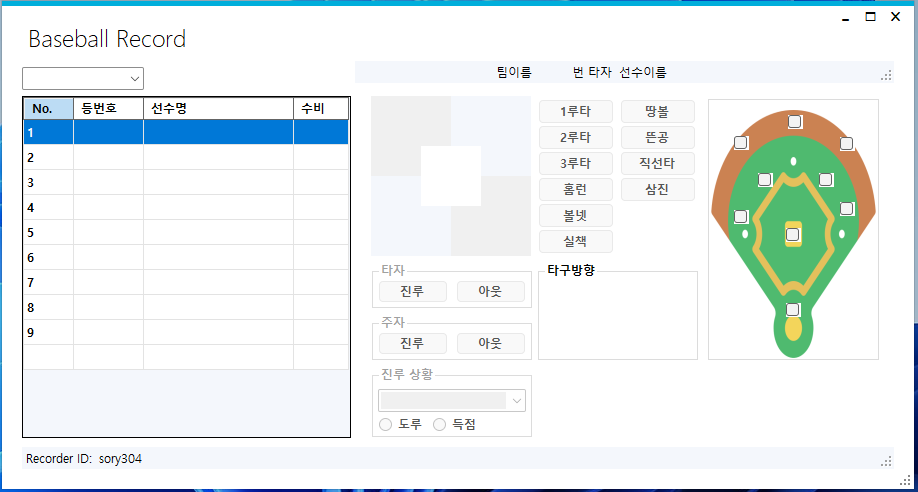 Baseball Record
팀이름 번 타자 선수이름
No. 등번호 선수명 수비
1
2
3
4
5
6
7
8
9
1루타 땅볼
2루타 뜬공
3루타 직선타
홈런 삼진
볼넷
실책
타자
진루 아웃
주자
진루 아웃
진루 상황
도루 득점
타구방향
Recorder ID: sory304